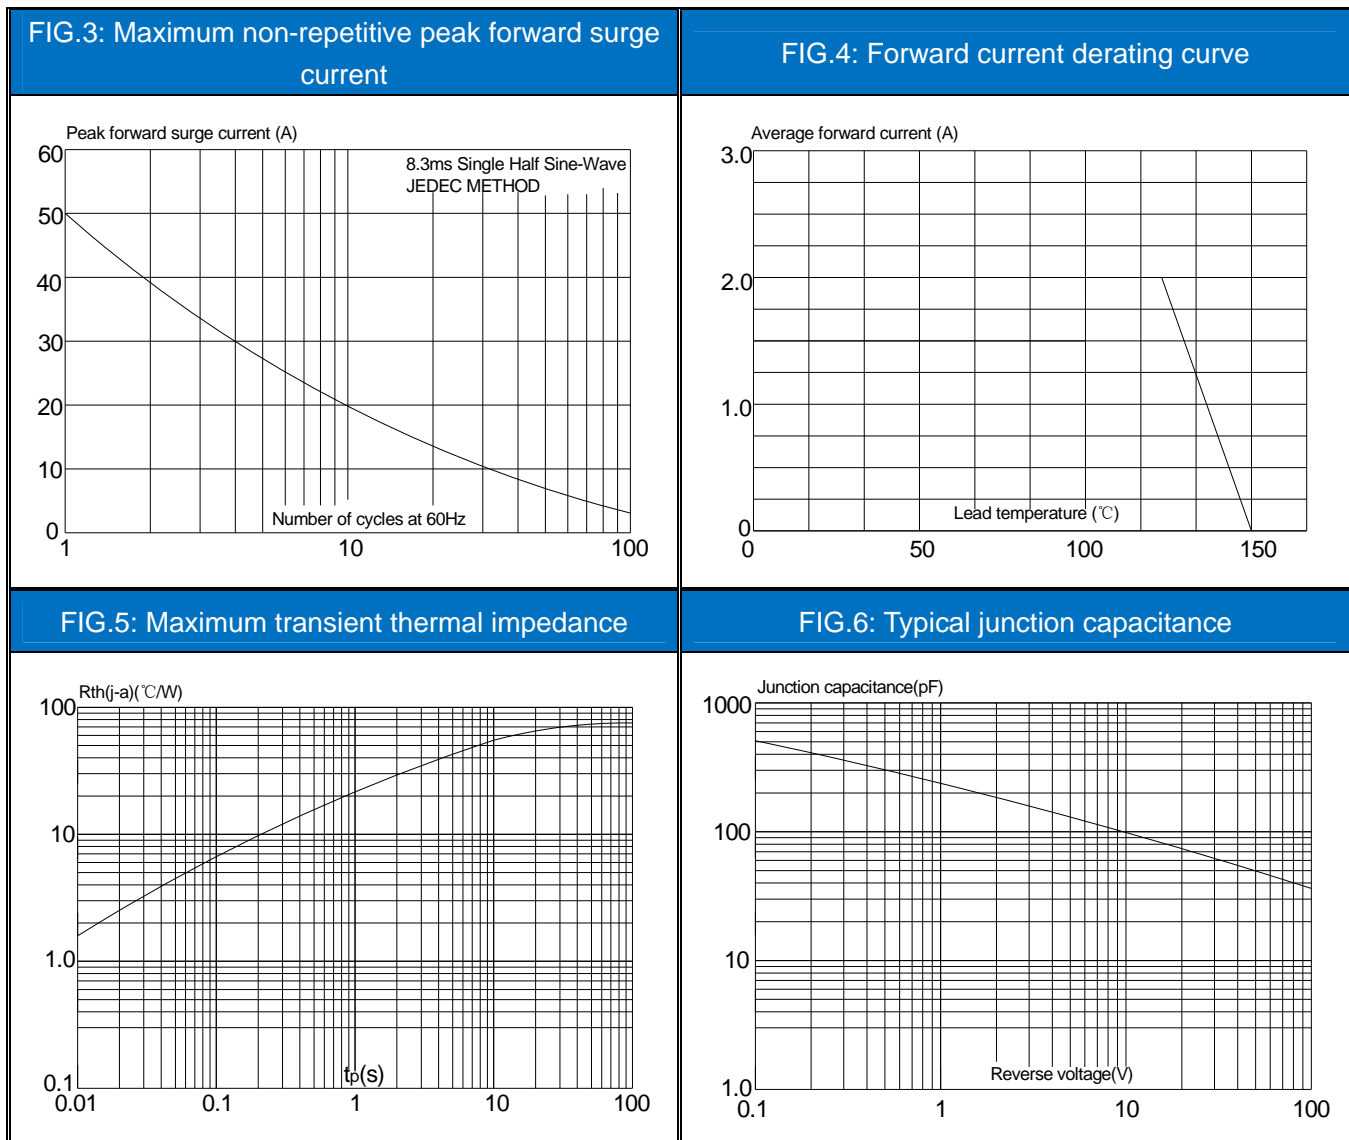 FIG.3: Maximum non-repetitive peak forward surge
current
FIG.4: Forward current derating curve
Peak forward surge current (A)
8.3ms Single Half Sine-Wave
JEDEC METHOD
60
50
40
30
20
10
0
Number of cycles at 60Hz
1
10
100
Average forward current (A)
3.0
2.0
1.0
0
Lead temperature (℃)
0
50
100
150
FIG.5: Maximum transient thermal impedance
FIG.6: Typical junction capacitance
Rth(j-a)(℃/W)
100
10
1.0
0.1
tp(s)
0.01
0.1
1
10
100
Junction capacitance(pF)
1000
100
10
1.0
Reverse voltage(V)
0.1
1
10
100